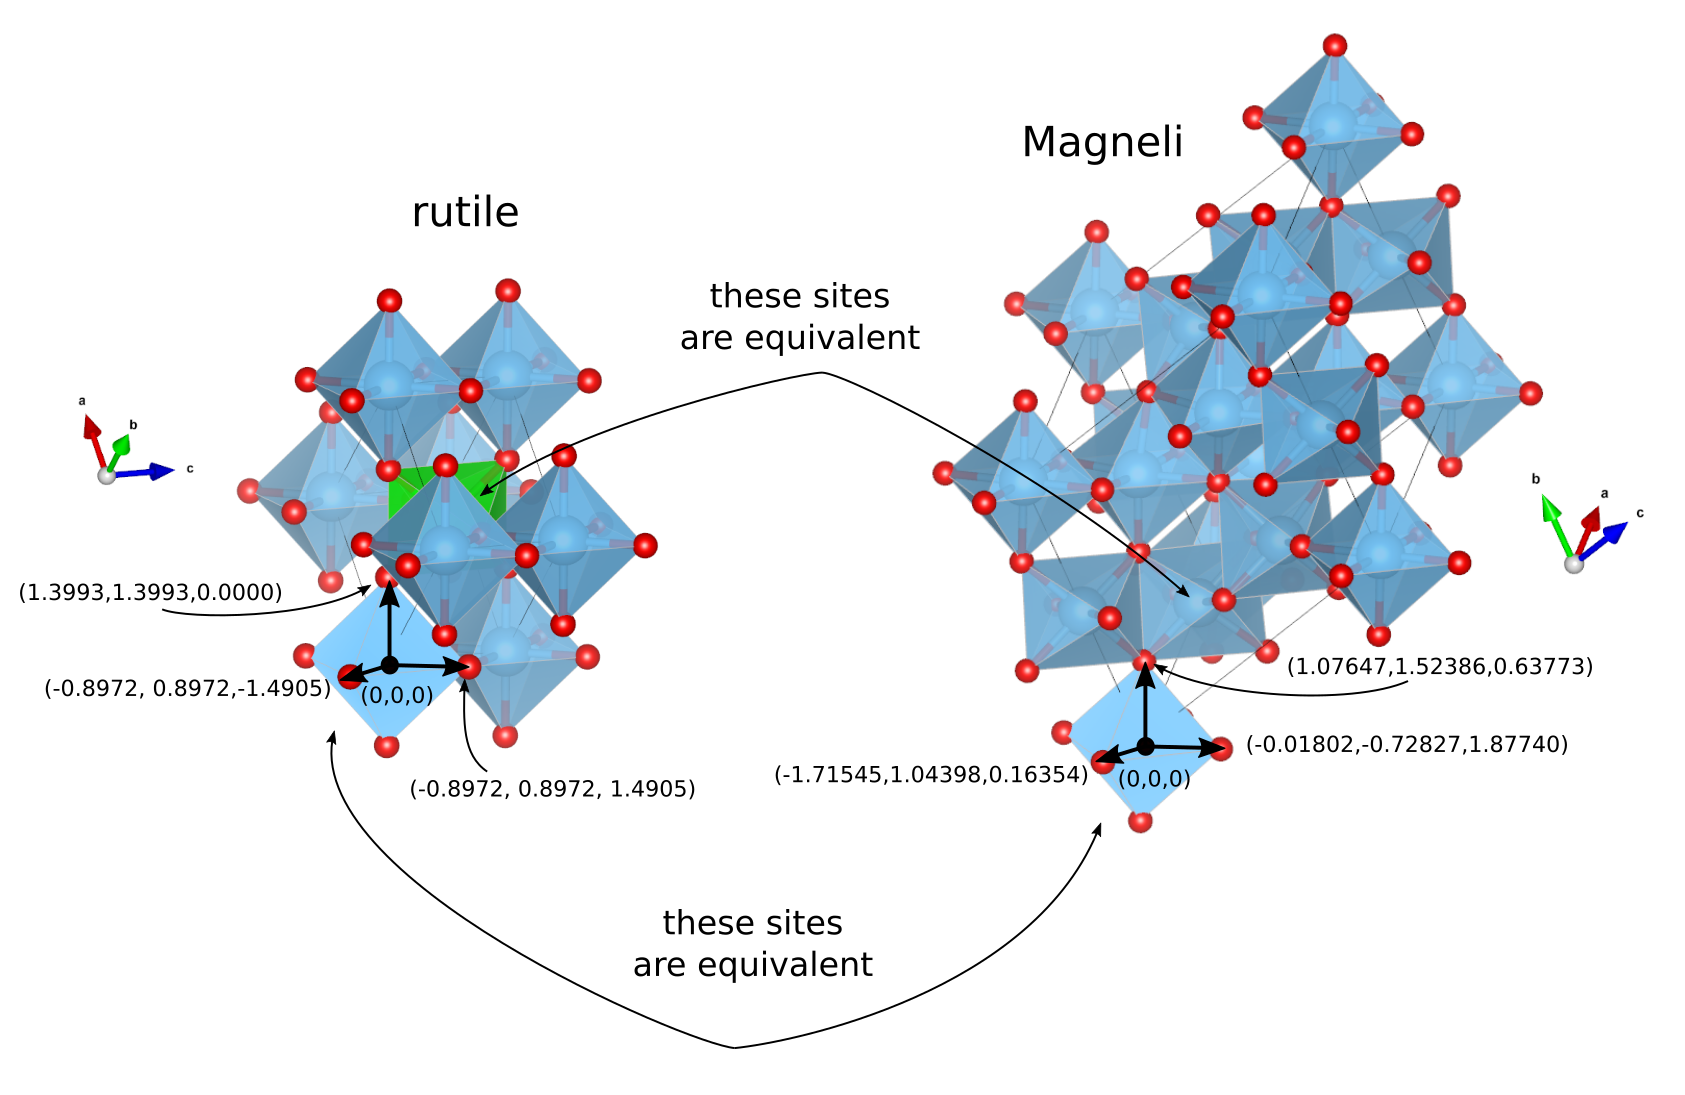 Magneli
rutile
these sites
are equivalent
a
b
c
b
a
c
(1.3993,1.3993,0.0000)
(-0.8972, 0.8972,-1.4905)
(0,0,0)
(-0.8972, 0.8972, 1.4905)
(1.07647,1.52386,0.63773)
(-0.01802,-0.72827,1.87740)
(-1.71545,1.04398,0.16354)
(0,0,0)
these sites
are equivalent